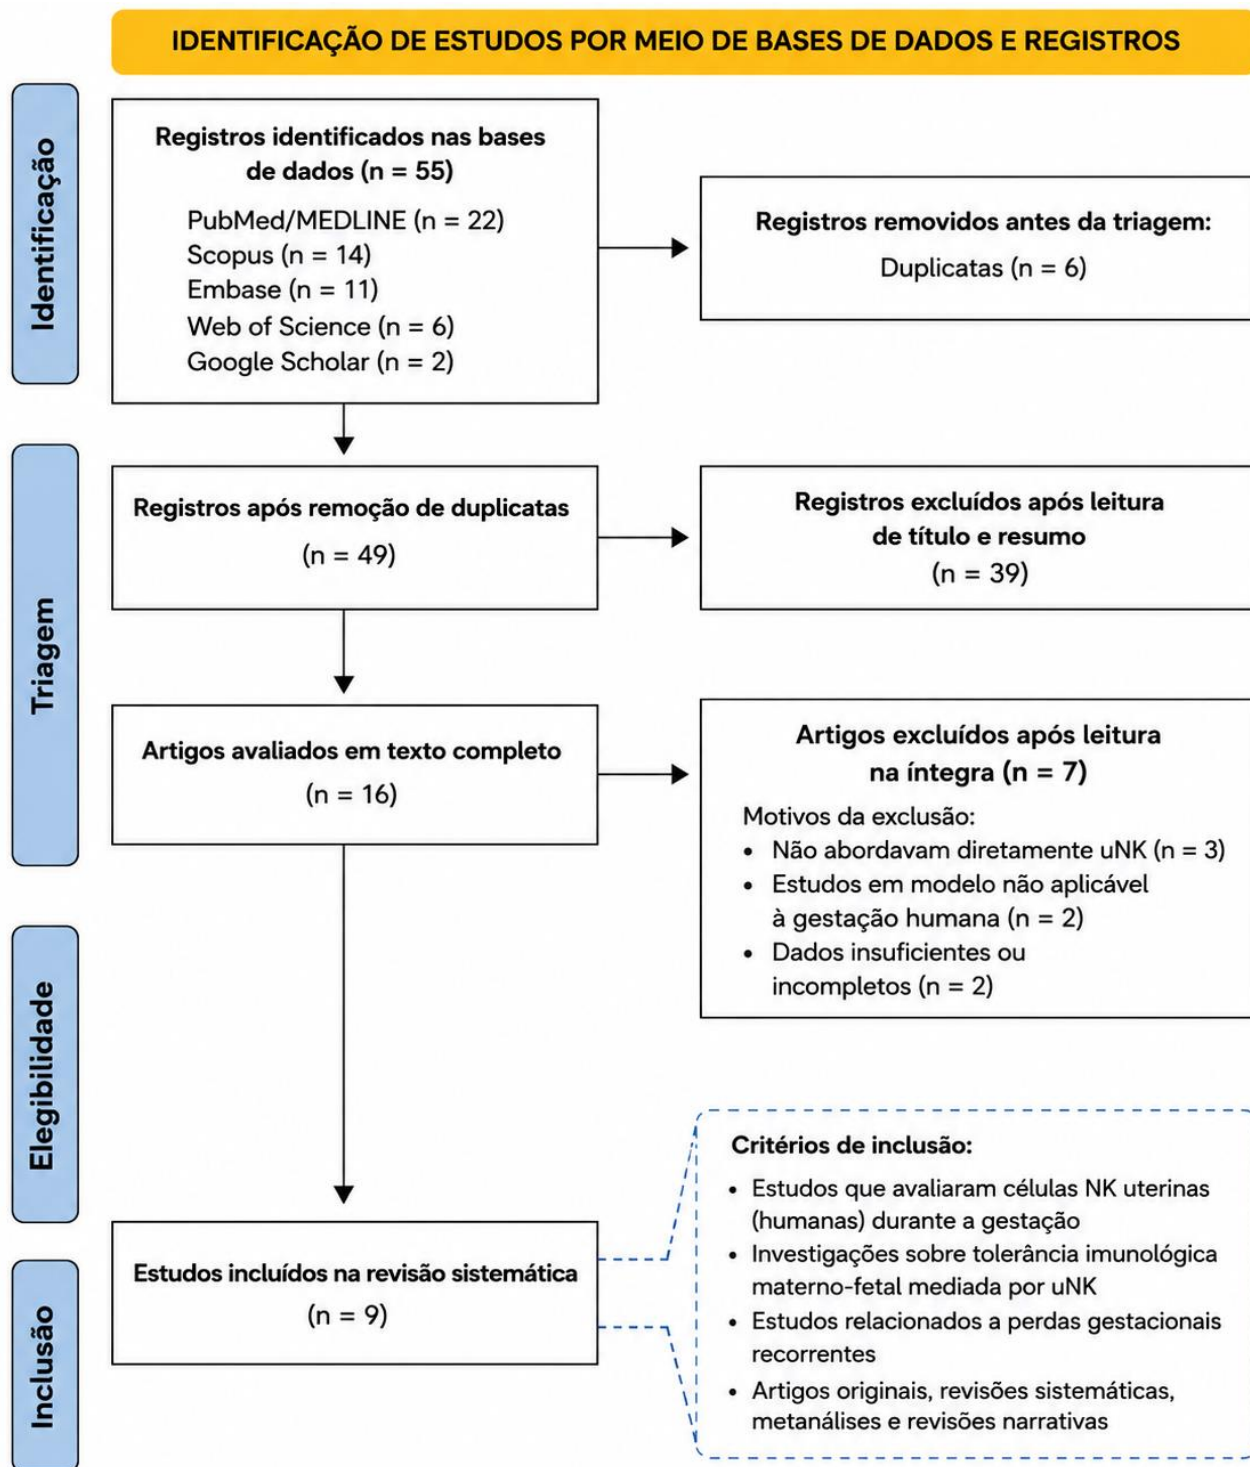 IDENTIFICAÇÃO DE ESTUDOS POR MEIO DE BASES DE DADOS E REGISTROS
Identificação
Registros identificados nas bases
de dados (n = 55)
PubMed/MEDLINE (n = 22)
Scopus (n = 14)
Embase (n = 11)
Web of Science (n = 6)
Google Scholar (n = 2)
Registros removidos antes da triagem:
Duplicatas (n = 6)
Triagem
Registros após remoção de duplicatas
(n = 49)
Registros excluídos após leitura
de título e resumo
(n = 39)
Artigos avaliados em texto completo
(n = 16)
Artigos excluídos após leitura
na íntegra (n = 7)
Motivos da exclusão:
• Não abordavam diretamente uNK (n = 3)
• Estudos em modelo não aplicável
à gestação humana (n = 2)
• Dados insuficientes ou
incompletos (n = 2)
Elegibilidade
Inclusão
Estudos incluídos na revisão sistemática
(n = 9)
Critérios de inclusão:
• Estudos que avaliaram células NK uterinas
(humanas) durante a gestação
• Investigações sobre tolerância imunológica
materno-fetal mediada por uNK
• Estudos relacionados a perdas gestacionais
recorrentes
• Artigos originais, revisões sistemáticas,
metanálises e revisões narrativas